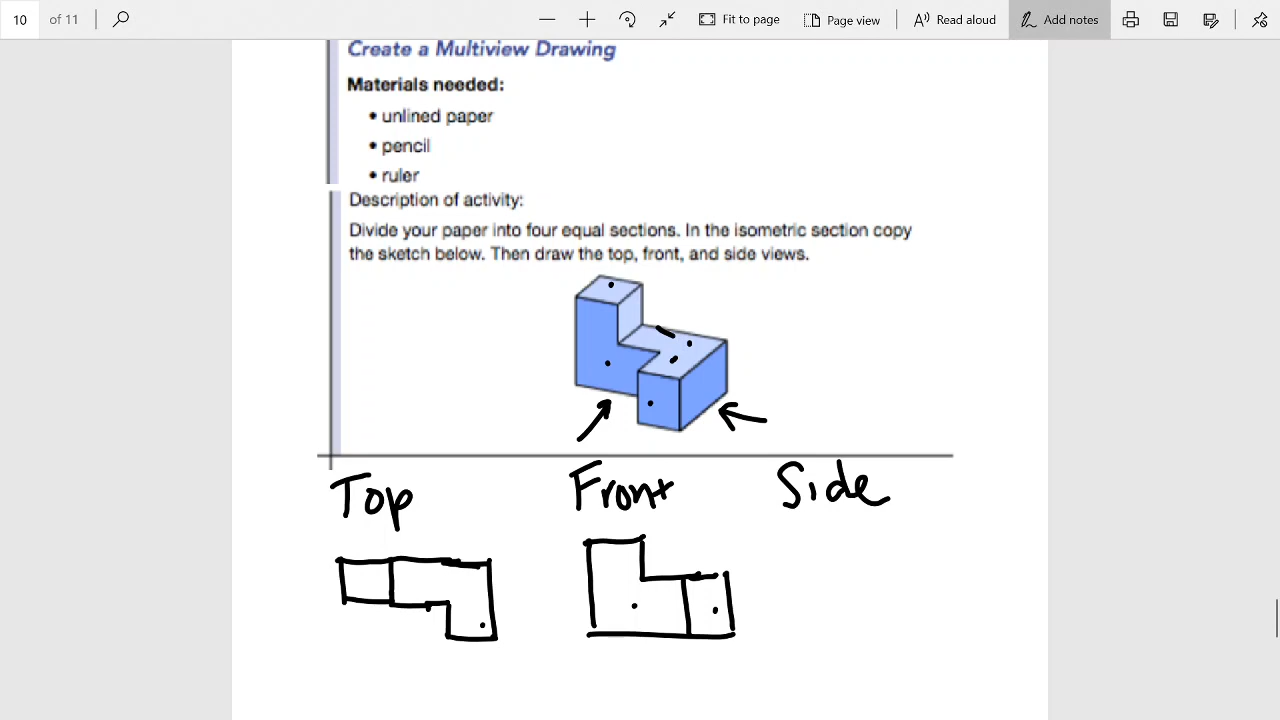 10 of 11 Fit to page Page view Read aloud Add notes
Create a Multiview Drawing
Materials needed:
• unlined paper
• pencil
• ruler
Description of activity:
Divide your paper into four equal sections. In the isometric section copy
the sketch below. Then draw the top, front, and side views.
Top Front Side